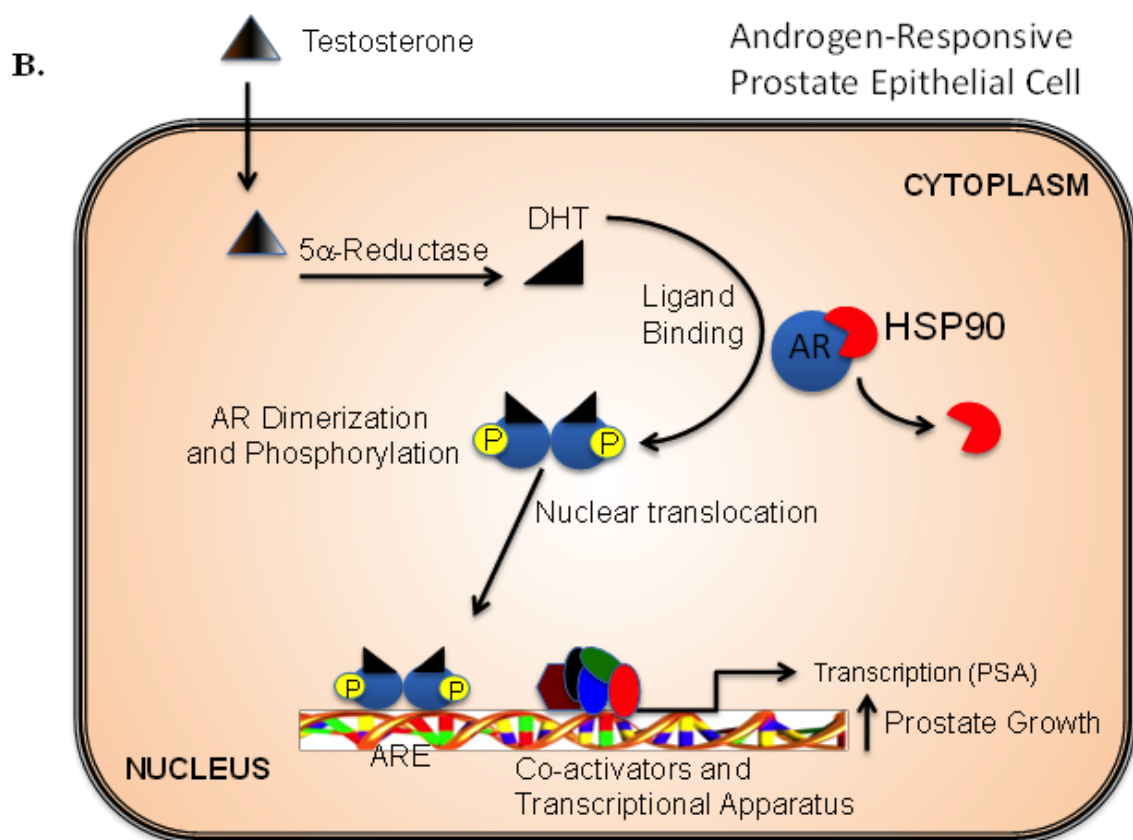 B.
Testosterone
Androgen-Responsive
Prostate Epithelial Cell
CYTOPLASM
5α-Reductase
DHT
Ligand
Binding
AR
HSP90
AR Dimerization
and Phosphorylation
P
P
Nuclear translocation
P
P
ARE
Co-activators and
Transcriptional Apparatus
Transcription (PSA)
Prostate Growth
NUCLEUS